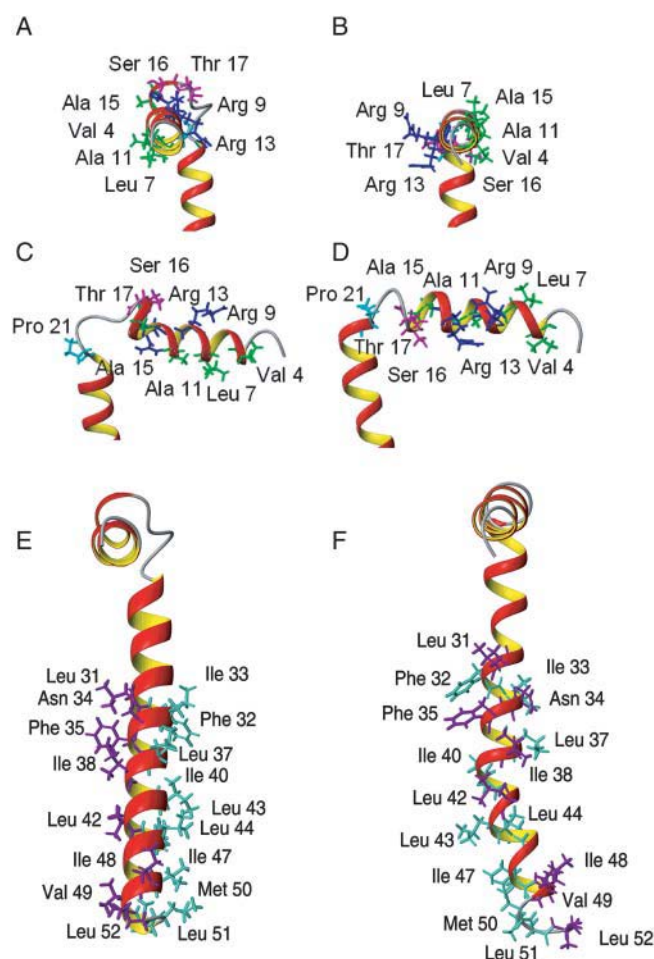 A
Ser 16 Thr 17
Ala 15
Arg 9
Val 4
Arg 13
Ala 11
Leu 7
B
Leu 7
Ala 15
Arg 9
Ala 11
Thr 17
Val 4
Arg 13
Ser 16
C
Ser 16
Thr 17
Arg 13
Arg 9
Pro 21
Ala 15
Ala 11
Leu 7
Val 4
D
Ala 15
Ala 11
Arg 9
Leu 7
Pro 21
Thr 17
Ser 16
Arg 13
Val 4
E
Leu 31
Ile 33
Asn 34
Phe 35
Phe 32
Ile 38
Leu 37
Ile 40
Leu 42
Leu 43
Leu 44
Ile 48
Ile 47
Val 49
Met 50
Leu 52
Leu 51
F
Leu 31
Phe 32
Ile 33
Asn 34
Phe 35
Leu 37
Ile 40
Ile 38
Leu 42
Leu 44
Leu 43
Ile 47
Ile 48
Val 49
Met 50
Leu 51
Leu 52